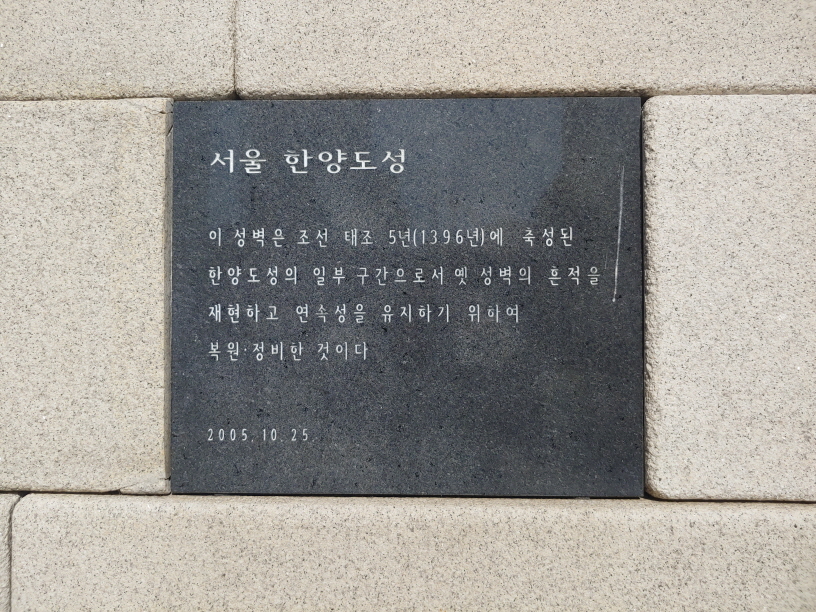 서울 한양도성
이 성벽은 조선 태조 5년(1396년)에 축성된
한양도성의 일부 구간으로서 옛 성벽의 흔적을
재현하고 연속성을 유지하기 위하여
복원·정비한 것이다
2005. 10. 25.